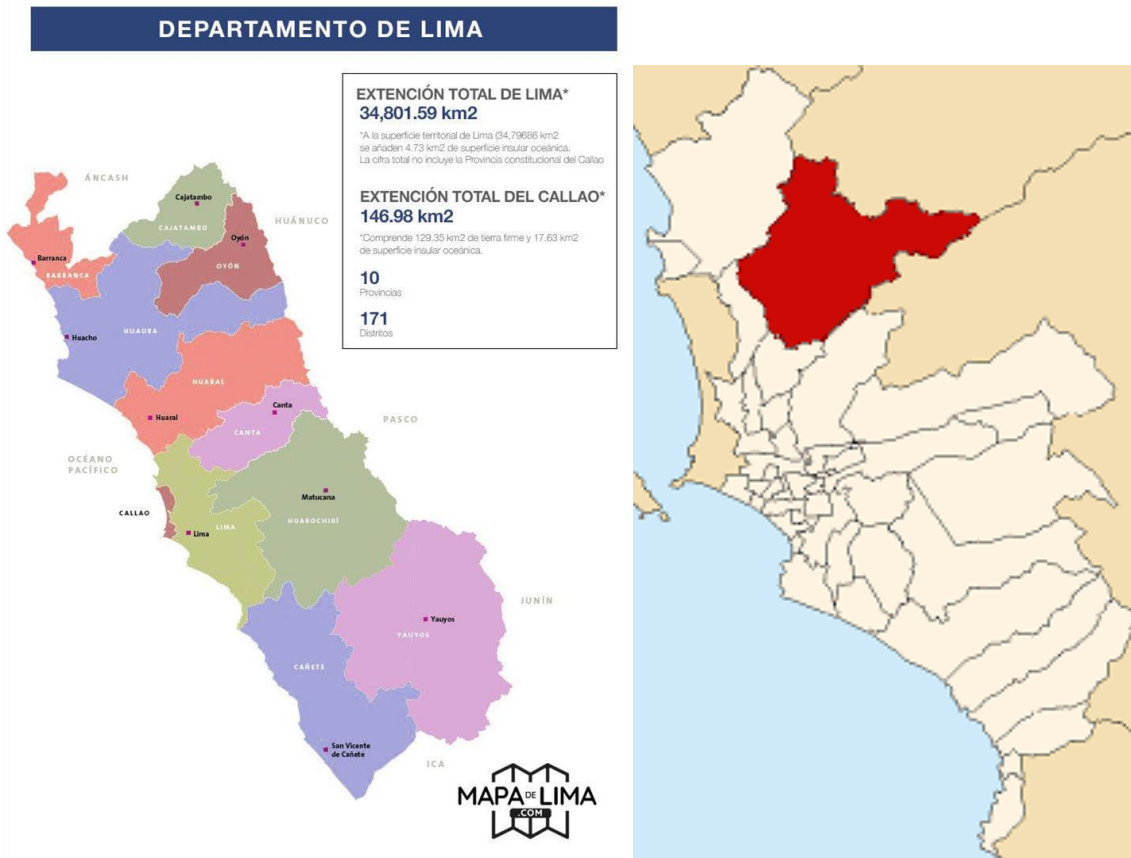 DEPARTAMENTO DE LIMA
EXTENCIÓN TOTAL DE LIMA*
34,801.59 km2
*A la superficie territorial de Lima (34,79686 km2
se añaden 4.73 km2 de superficie insular oceánica.
La cifra total no incluye la Provincia constitucional del Callao
EXTENCIÓN TOTAL DEL CALLAO*
146.98 km2
*Comprende 129.35 km2 de tierra firme y 17.63 km2
de superficie insular oceánica.
10
Provincias
171
Distritos
ÁNCASH
Cajatambo
CAJATAMBO
HUÁNUCO
Oyón
OYÓN
Barranca
BARRANCA
HUAURA
Huacho
HUARAL
Huaral
Canta
CANTA
PASCO
OCÉANO
PACÍFICO
Matucana
HUAROCHIRÍ
CALLAO
LIMA
Lima
JUNÍN
Yauyos
YAUYOS
CAÑETE
San Vicente
de Cañete
ICA
MAPA DE LIMA
.COM